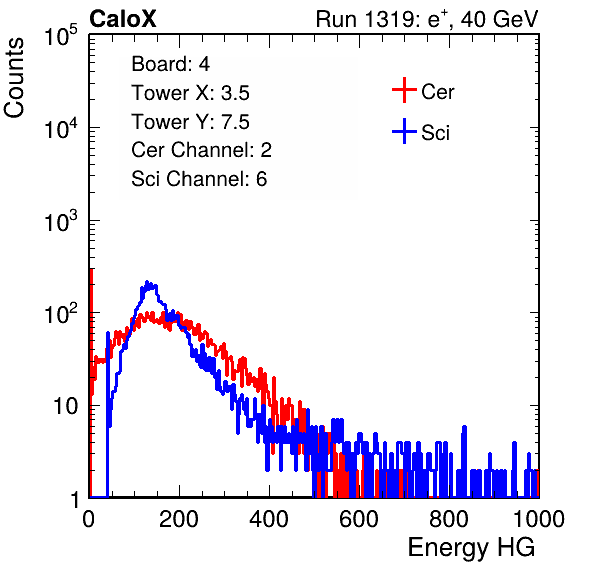 CaloX
Run 1319: e+, 40 GeV
Counts
10^5
10^4
10^3
10^2
10
1
Board: 4
Tower X: 3.5
Tower Y: 7.5
Cer Channel: 2
Sci Channel: 6
Cer
Sci
0 200 400 600 800 1000
Energy HG